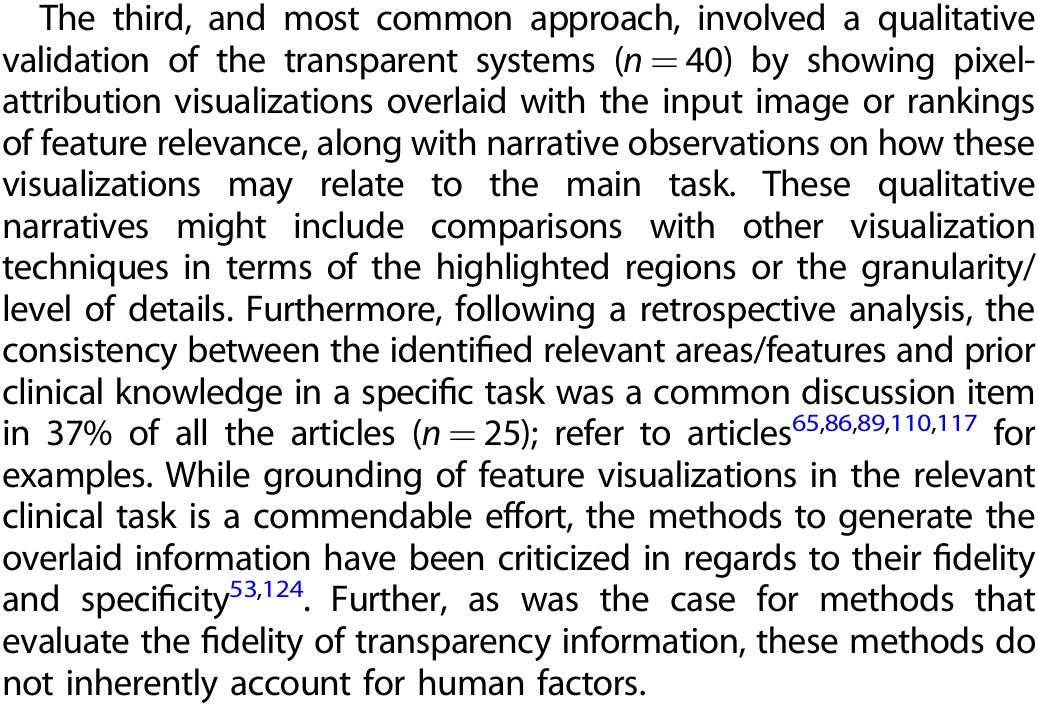 The third, and most common approach, involved a qualitative
validation of the transparent systems (n = 40) by showing pixel-
attribution visualizations overlaid with the input image or rankings
of feature relevance, along with narrative observations on how these
visualizations may relate to the main task. These qualitative
narratives might include comparisons with other visualization
techniques in terms of the highlighted regions or the granularity/
level of details. Furthermore, following a retrospective analysis, the
consistency between the identified relevant areas/features and prior
clinical knowledge in a specific task was a common discussion item
in 37% of all the articles (n = 25); refer to articles65,86,89,110,117 for
examples. While grounding of feature visualizations in the relevant
clinical task is a commendable effort, the methods to generate the
overlaid information have been criticized in regards to their fidelity
and specificity53,124. Further, as was the case for methods that
evaluate the fidelity of transparency information, these methods do
not inherently account for human factors.